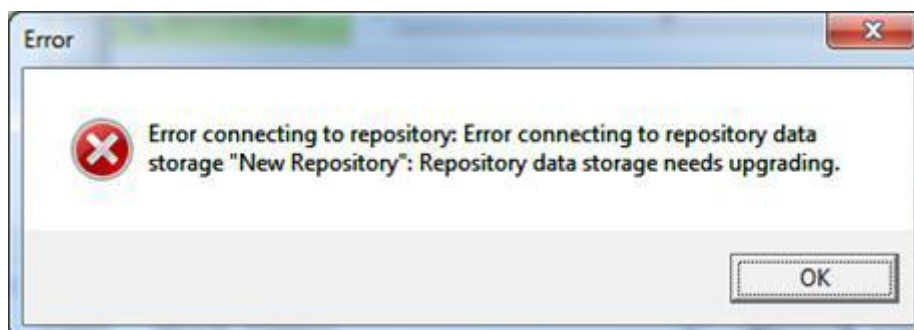 Error
Error connecting to repository: Error connecting to repository data
storage "New Repository": Repository data storage needs upgrading.
OK